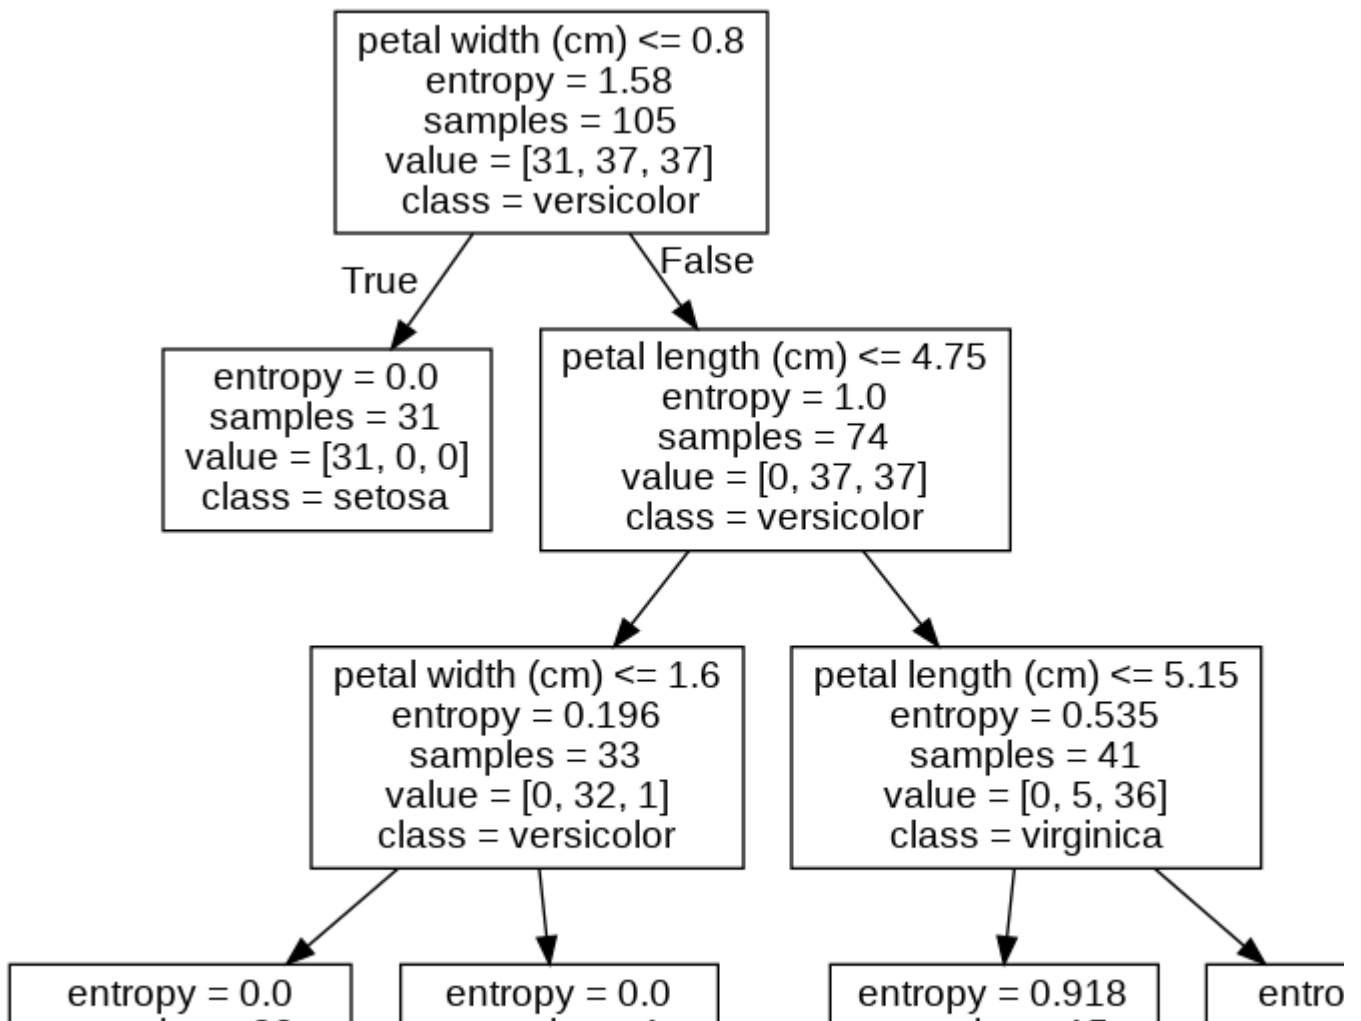 petal width (cm) <= 0.8
entropy = 1.58
samples = 105
value = [31, 37, 37]
class = versicolor
True
False
entropy = 0.0
samples = 31
value = [31, 0, 0]
class = setosa
petal length (cm) <= 4.75
entropy = 1.0
samples = 74
value = [0, 37, 37]
class = versicolor
petal width (cm) <= 1.6
entropy = 0.196
samples = 33
value = [0, 32, 1]
class = versicolor
petal length (cm) <= 5.15
entropy = 0.535
samples = 41
value = [0, 5, 36]
class = virginica
entropy = 0.0
entropy = 0.0
entropy = 0.918
entro